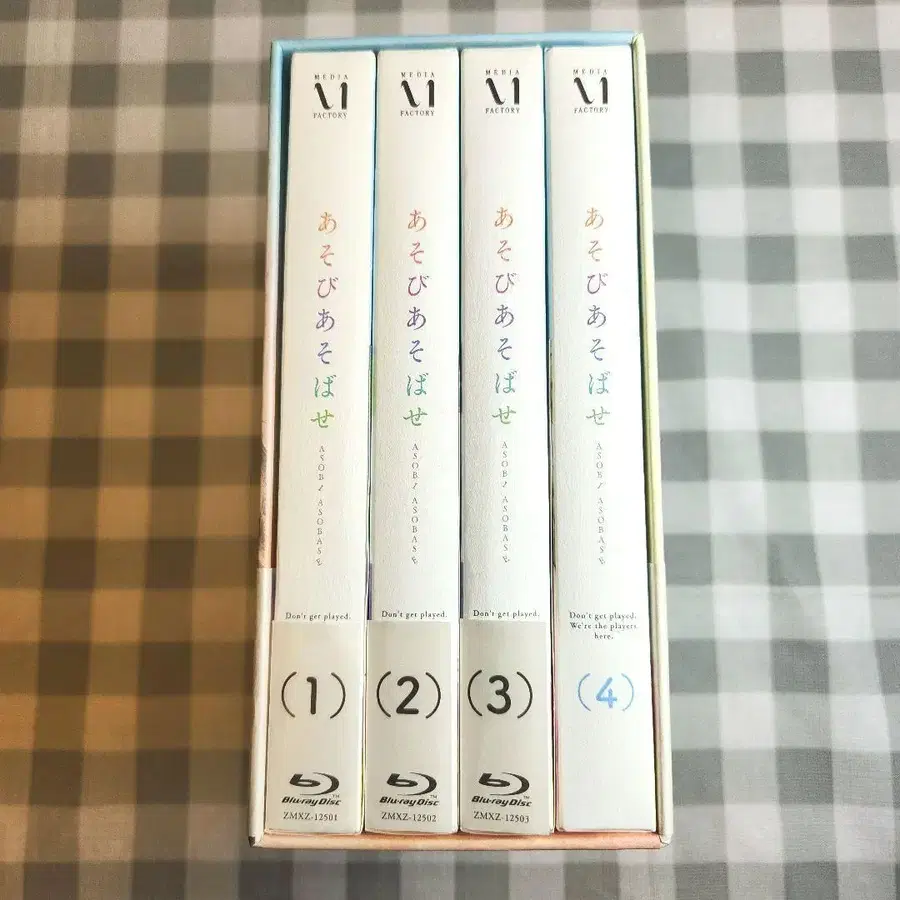 MEDIA
FACTORY
あそびあそばせ
ASOBI ASOBASE
Don't get played.
(1)
Blu-ray Disc™
ZMXZ-12501
MEDIA
FACTORY
あそびあそばせ
ASOBI ASOBASE
Don't get played.
(2)
Blu-ray Disc™
ZMXZ-12502
MEDIA
FACTORY
あそびあそばせ
ASOBI ASOBASE
Don't get played.
(3)
Blu-ray Disc™
ZMXZ-12503
MEDIA
FACTORY
あそびあそばせ
ASOBI ASOBASE
Don't get played.
We're the players
here.
(4)